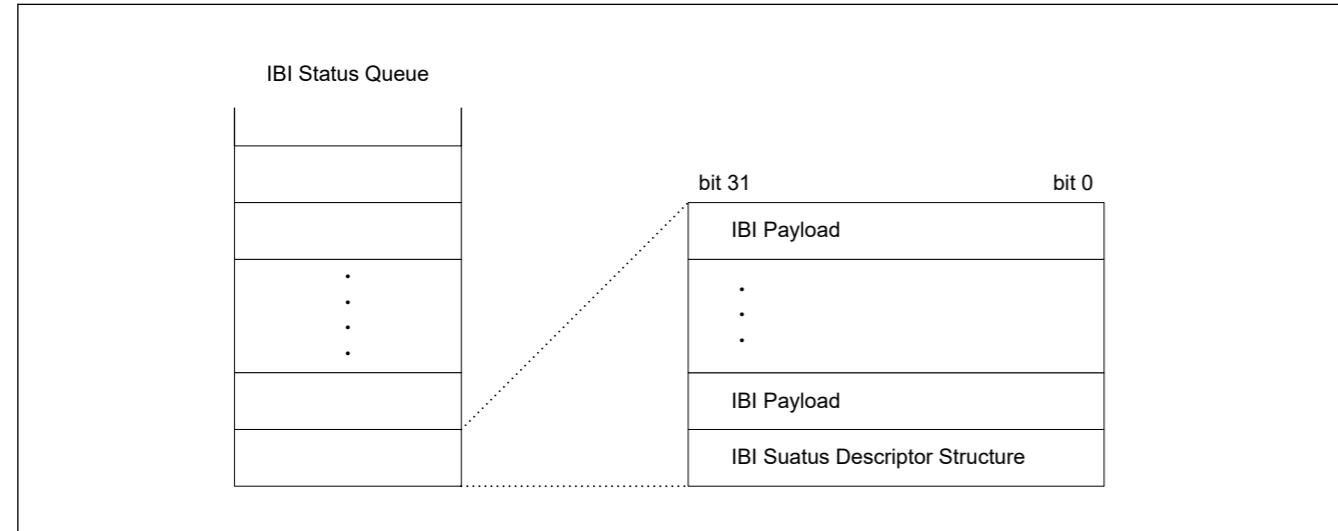 IBI Status Queue
bit 31 bit 0
IBI Payload
IBI Payload
IBI Suatus Descriptor Structure